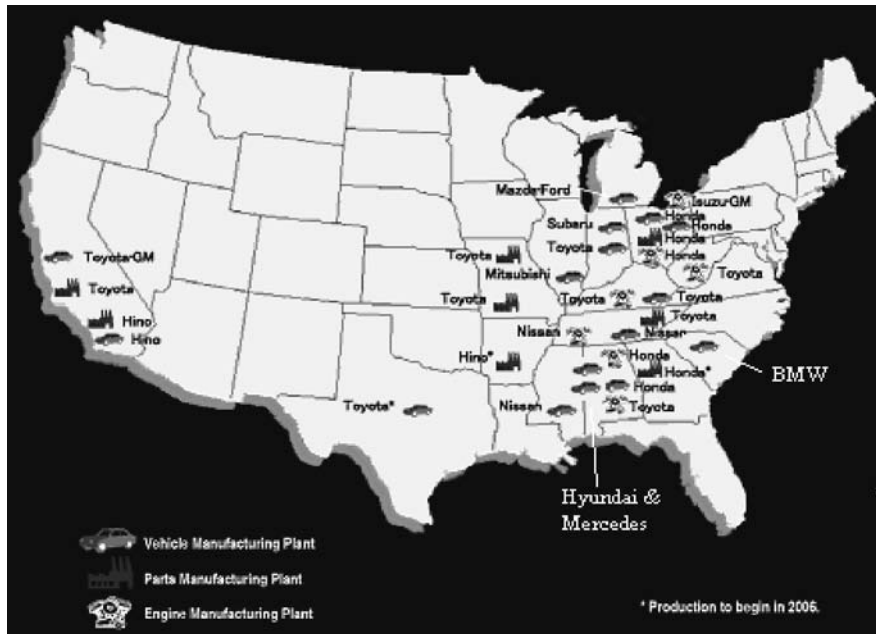 Mazda-Ford
Isuzu-GM
Honda
Subaru
Honda
Toyota
Honda
Toyota
Honda
Toyota-GM
Mitsubishi
Toyota
Toyota
Toyota
Toyota
Toyota
Toyota
Hino
Nissan
Nissan
Hino
Hino*
Honda
Honda*
BMW
Honda
Toyota*
Nissan
Toyota
Hyundai &
Mercedes
Vehicle Manufacturing Plant
Parts Manufacturing Plant
Engine Manufacturing Plant
* Production to begin in 2006.